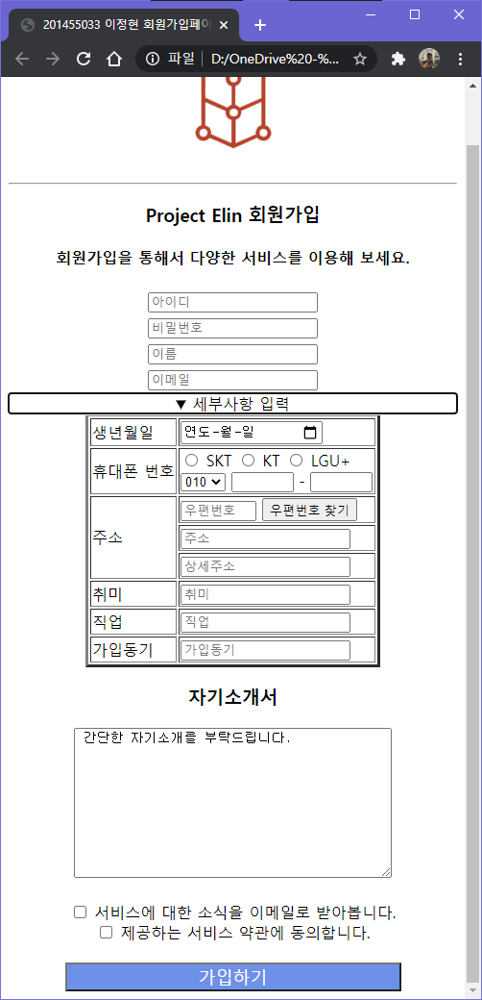 201455033 이정현 회원가입페이
파일 D:/OneDrive%20-%...
Project Elin 회원가입
회원가입을 통해서 다양한 서비스를 이용해 보세요.
아이디
비밀번호
이름
이메일
▼ 세부사항 입력
생년월일 연도-월-일
휴대폰 번호 SKT KT LGU+
010 -
주소 우편번호 우편번호 찾기
주소
상세주소
취미 취미
직업 직업
가입동기 가입동기
자기소개서
간단한 자기소개를 부탁드립니다.
서비스에 대한 소식을 이메일로 받아봅니다.
제공하는 서비스 약관에 동의합니다.
가입하기